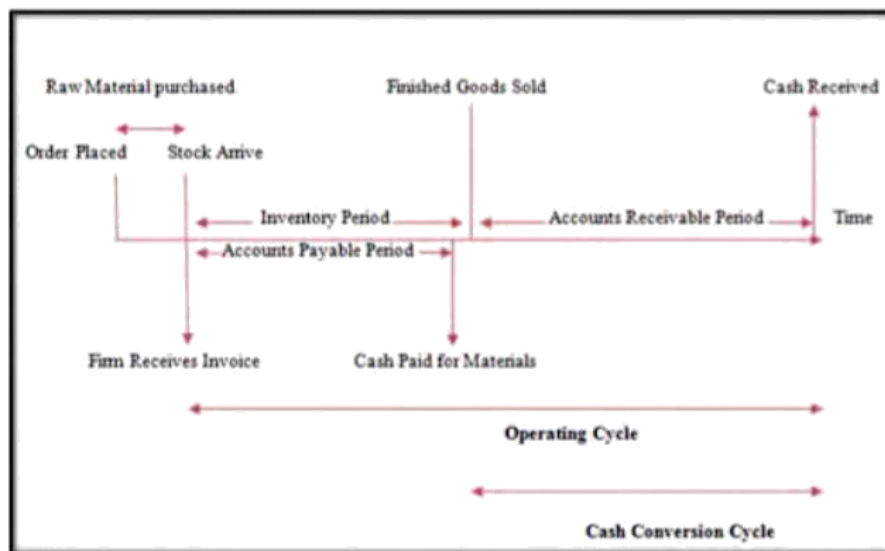 Raw Material purchased
Finished Goods Sold
Cash Received
Order Placed
Stock Arrive
Inventory Period
Accounts Receivable Period
Time
Accounts Payable Period
Firm Receives Invoice
Cash Paid for Materials
Operating Cycle
Cash Conversion Cycle